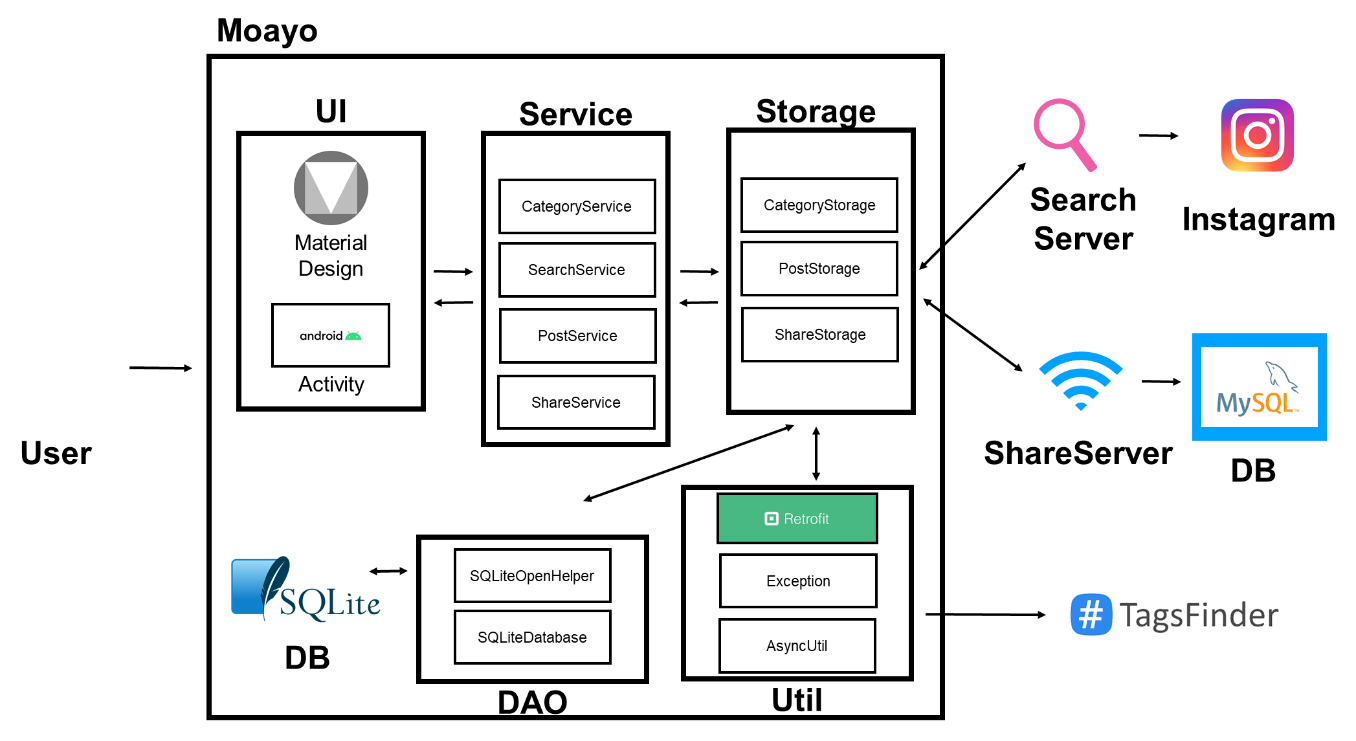 Moayo
UI
Service
Storage
Material
Design
android
Activity
CategoryService
SearchService
PostService
ShareService
CategoryStorage
PostStorage
ShareStorage
Search
Server
Instagram
User
ShareServer
MySQL
DB
SQLite
DB
SQLiteOpenHelper
SQLiteDatabase
DAO
Retrofit
Exception
AsyncUtil
Util
# TagsFinder